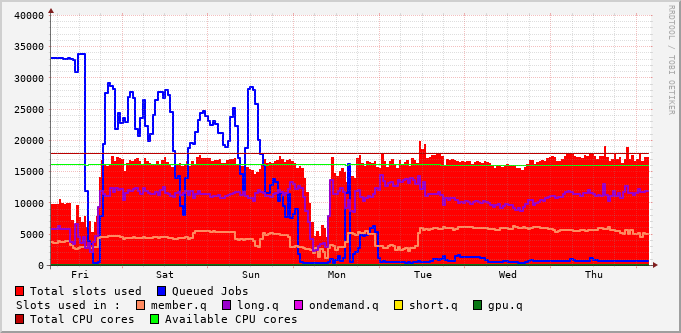 40000
35000
30000
25000
20000
15000
10000
5000
0
Fri Sat Sun Mon Tue Wed Thu
RRDTOOL / TOBI OETIKER
Total slots used Queued Jobs
Slots used in : member.q long.q ondemand.q short.q gpu.q
Total CPU cores Available CPU cores